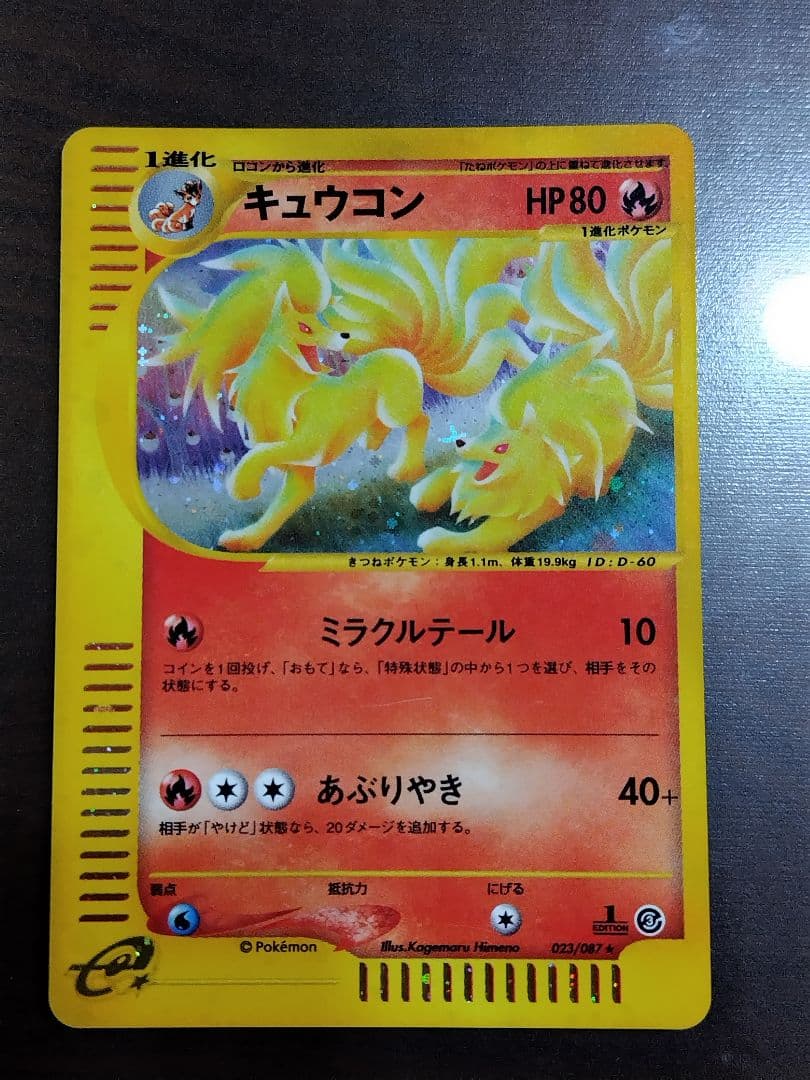 1進化
ロコンから進化
「たねポケモン」の上に重ねて進化させます。
キュウコン
HP80
1進化ポケモン
きつねポケモン：身長1.1m、体重19.9kg ID：D-60
ミラクルテール 10
コインを1回投げ、「おもて」なら、「特殊状態」の中から1つを選び、相手をその
状態にする。
あぶりやき 40+
相手が「やけど」状態なら、20ダメージを追加する。
弱点 抵抗力 にげる
1
EDITION
3
© Pokémon Illus.Kagemaru Himeno 023/087★
e